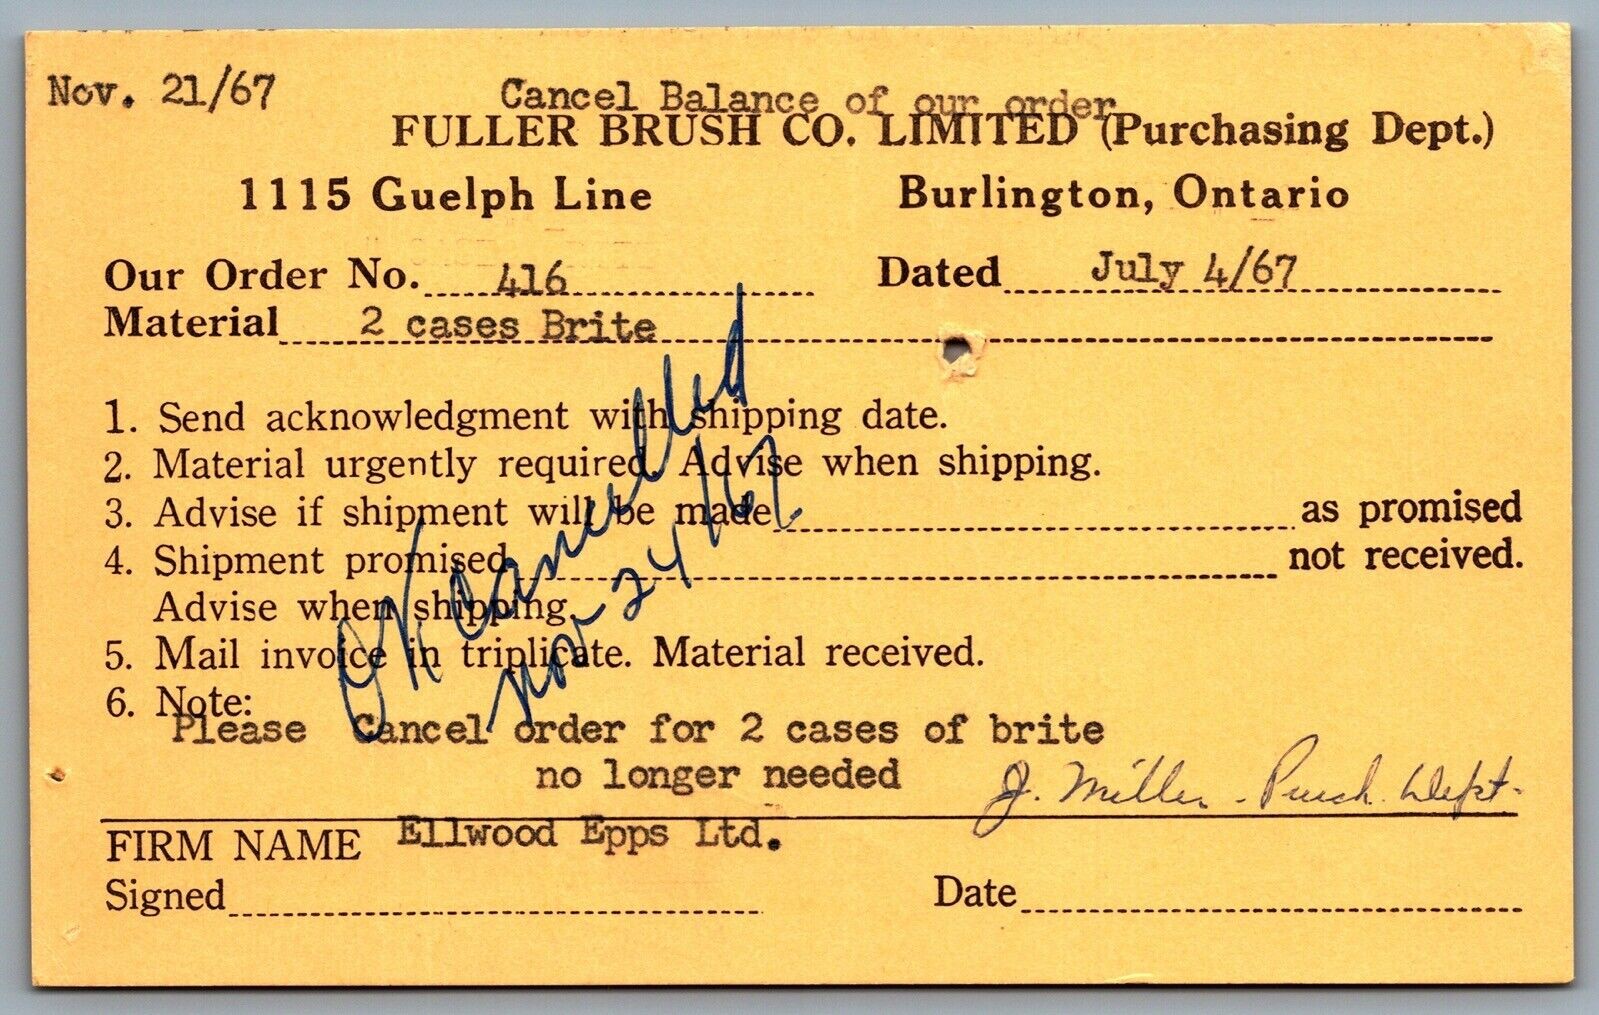 Nov. 21/67 Cancel Balance of our order
FULLER BRUSH CO. LIMITED (Purchasing Dept.)
1115 Guelph Line Burlington, Ontario
Our Order No. 416 Dated July 4/67
Material 2 cases Brite
1. Send acknowledgment with shipping date.
2. Material urgently required. Advise when shipping.
3. Advise if shipment will be made as promised
4. Shipment promised not received.
Advise when shipping.
5. Mail invoice in triplicate. Material received.
6. Note:
OK Cancelled
Nov 24/67.
Please Cancel order for 2 cases of brite
no longer needed
J. Miller - Purch. Dept.
FIRM NAME Ellwood Epps Ltd.
Signed Date